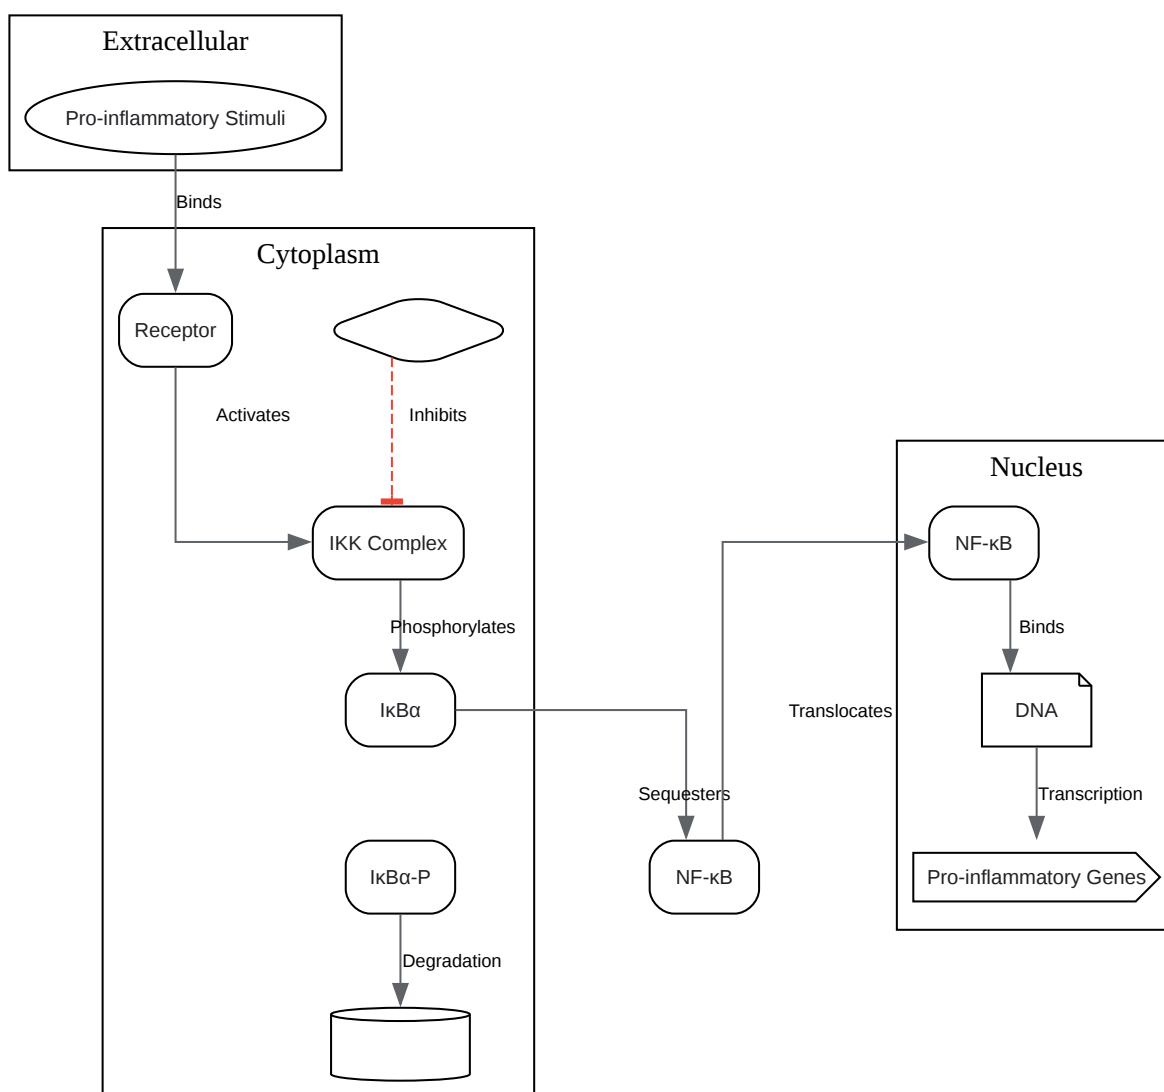 Extracellular
Pro-inflammatory Stimuli
Binds
Cytoplasm
Receptor
Activates
Inhibits
IKK Complex
Phosphorylates
IκBα
Sequesters
IκBα-P
NF-κB
Degradation
Translocates
Nucleus
NF-κB
Binds
DNA
Transcription
Pro-inflammatory Genes